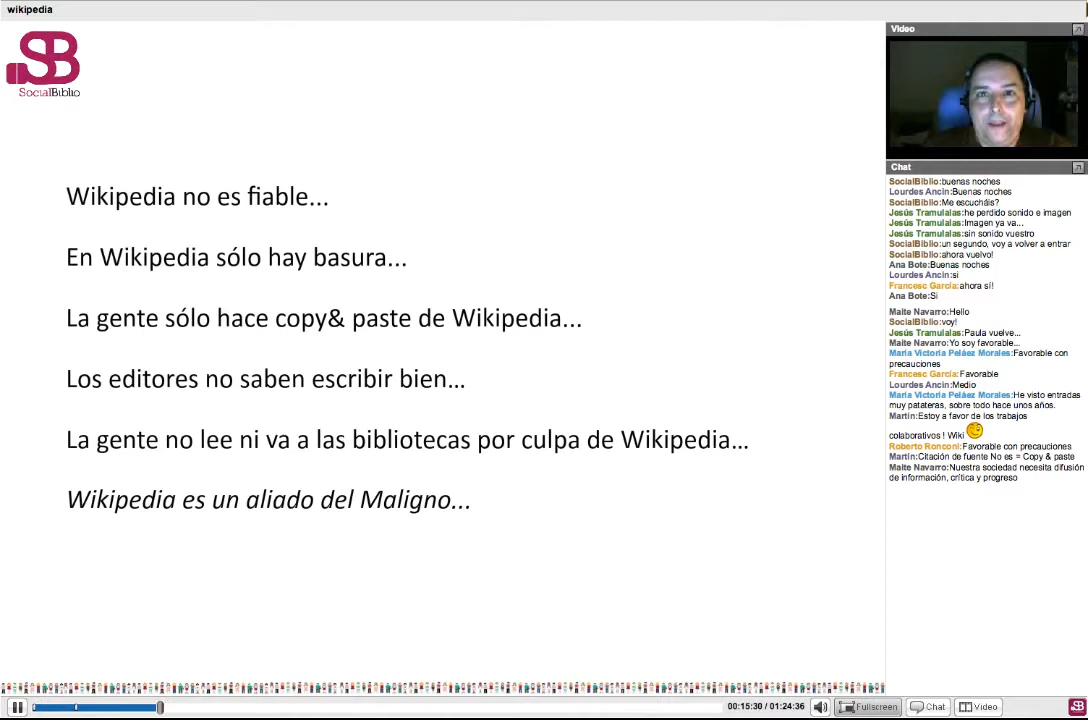 wikipedia
SB
SocialBiblio
Wikipedia no es fiable...
En Wikipedia sólo hay basura...
La gente sólo hace copy& paste de Wikipedia...
Los editores no saben escribir bien...
La gente no lee ni va a las bibliotecas por culpa de Wikipedia...
Wikipedia es un aliado del Maligno...
Video
Chat
SocialBiblio:buenas noches
Lourdes Ancin:Buenas noches
SocialBiblio:Me escucháis?
Jesús Tramulalas:he perdido sonido e imagen
Jesús Tramulalas:Imagen ya va...
Jesús Tramulalas:sin sonido vuestro
SocialBiblio:un segundo, voy a volver a entrar
SocialBiblio:ahora vuelvo!
Ana Bote:Buenas noches
Lourdes Ancin:si
Francesc García:ahora sí!
Ana Bote:Si
Maite Navarro:Hello
SocialBiblio:voy!
Jesús Tramulalas:Paula vuelve...
Maite Navarro:Yo soy favorable...
Maria Victoria Peláez Morales:Favorable con
precauciones
Francesc García:Favorable
Lourdes Ancin:Medio
Maria Victoria Peláez Morales:He visto entradas
muy patateras, sobre todo hace unos años.
Martin:Estoy a favor de los trabajos
colaborativos ! Wiki
Roberto Ronconi:Favorable con precauciones
Martin:Citación de fuente No es = Copy & paste
Maite Navarro:Nuestra sociedad necesita difusión
de información, crítica y progreso
00:15:30 / 01:24:36
Fullscreen
Chat
Video
SB